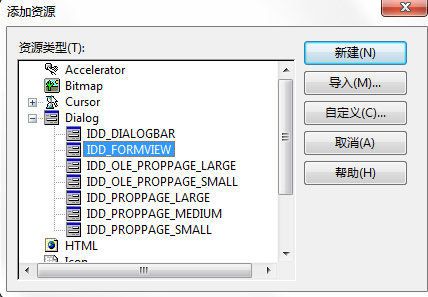 添加资源
资源类型(T):
Accelerator
Bitmap
Cursor
Dialog
IDD_DIALOGBAR
IDD_FORMVIEW
IDD_OLE_PROPPAGE_LARGE
IDD_OLE_PROPPAGE_SMALL
IDD_PROPPAGE_LARGE
IDD_PROPPAGE_MEDIUM
IDD_PROPPAGE_SMALL
HTML
Icon
新建(N)
导入(M)...
自定义(C)...
取消(A)
帮助(H)